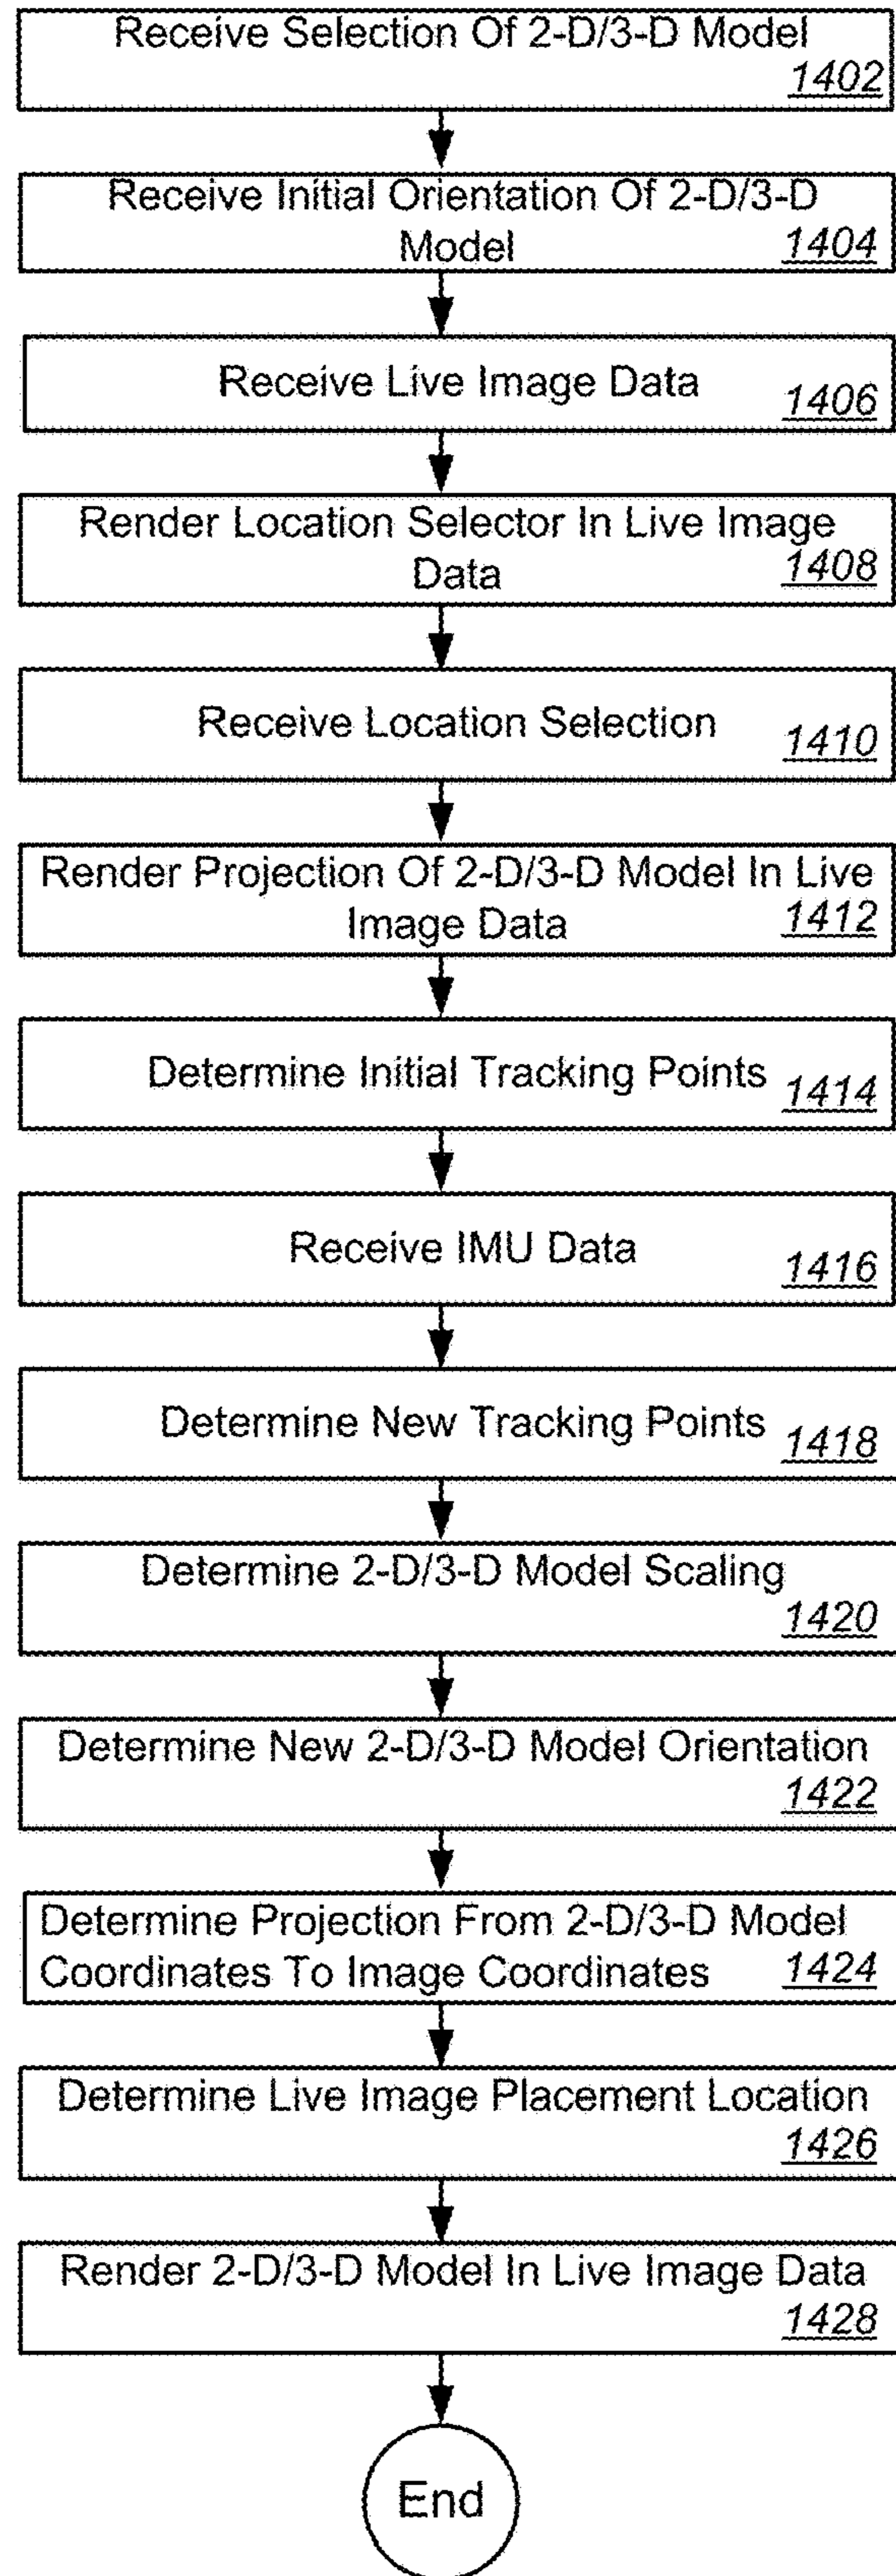 Receive Selection Of 2-D/3-D Model
1402
Receive Initial Orientation Of 2-D/3-D
Model 1404
Receive Live Image Data 1406
Render Location Selector In Live Image
Data 1408
Receive Location Selection 1410
Render Projection Of 2-D/3-D Model In Live
Image Data 1412
Determine Initial Tracking Points 1414
Receive IMU Data 1416
Determine New Tracking Points 1418
Determine 2-D/3-D Model Scaling
1420
Determine New 2-D/3-D Model Orientation
1422
Determine Projection From 2-D/3-D Model
Coordinates To Image Coordinates 1424
Determine Live Image Placement Location
1426
Render 2-D/3-D Model In Live Image Data
1428
End